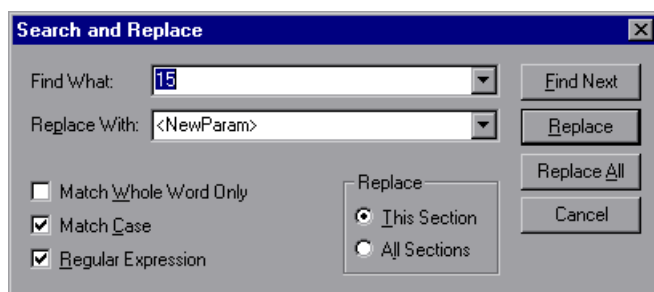 Search and Replace
Find What: 15 Find Next
Replace With: <NewParam> Replace
Replace All
Match Whole Word Only
Match Case
Regular Expression
Replace
This Section
All Sections
Cancel